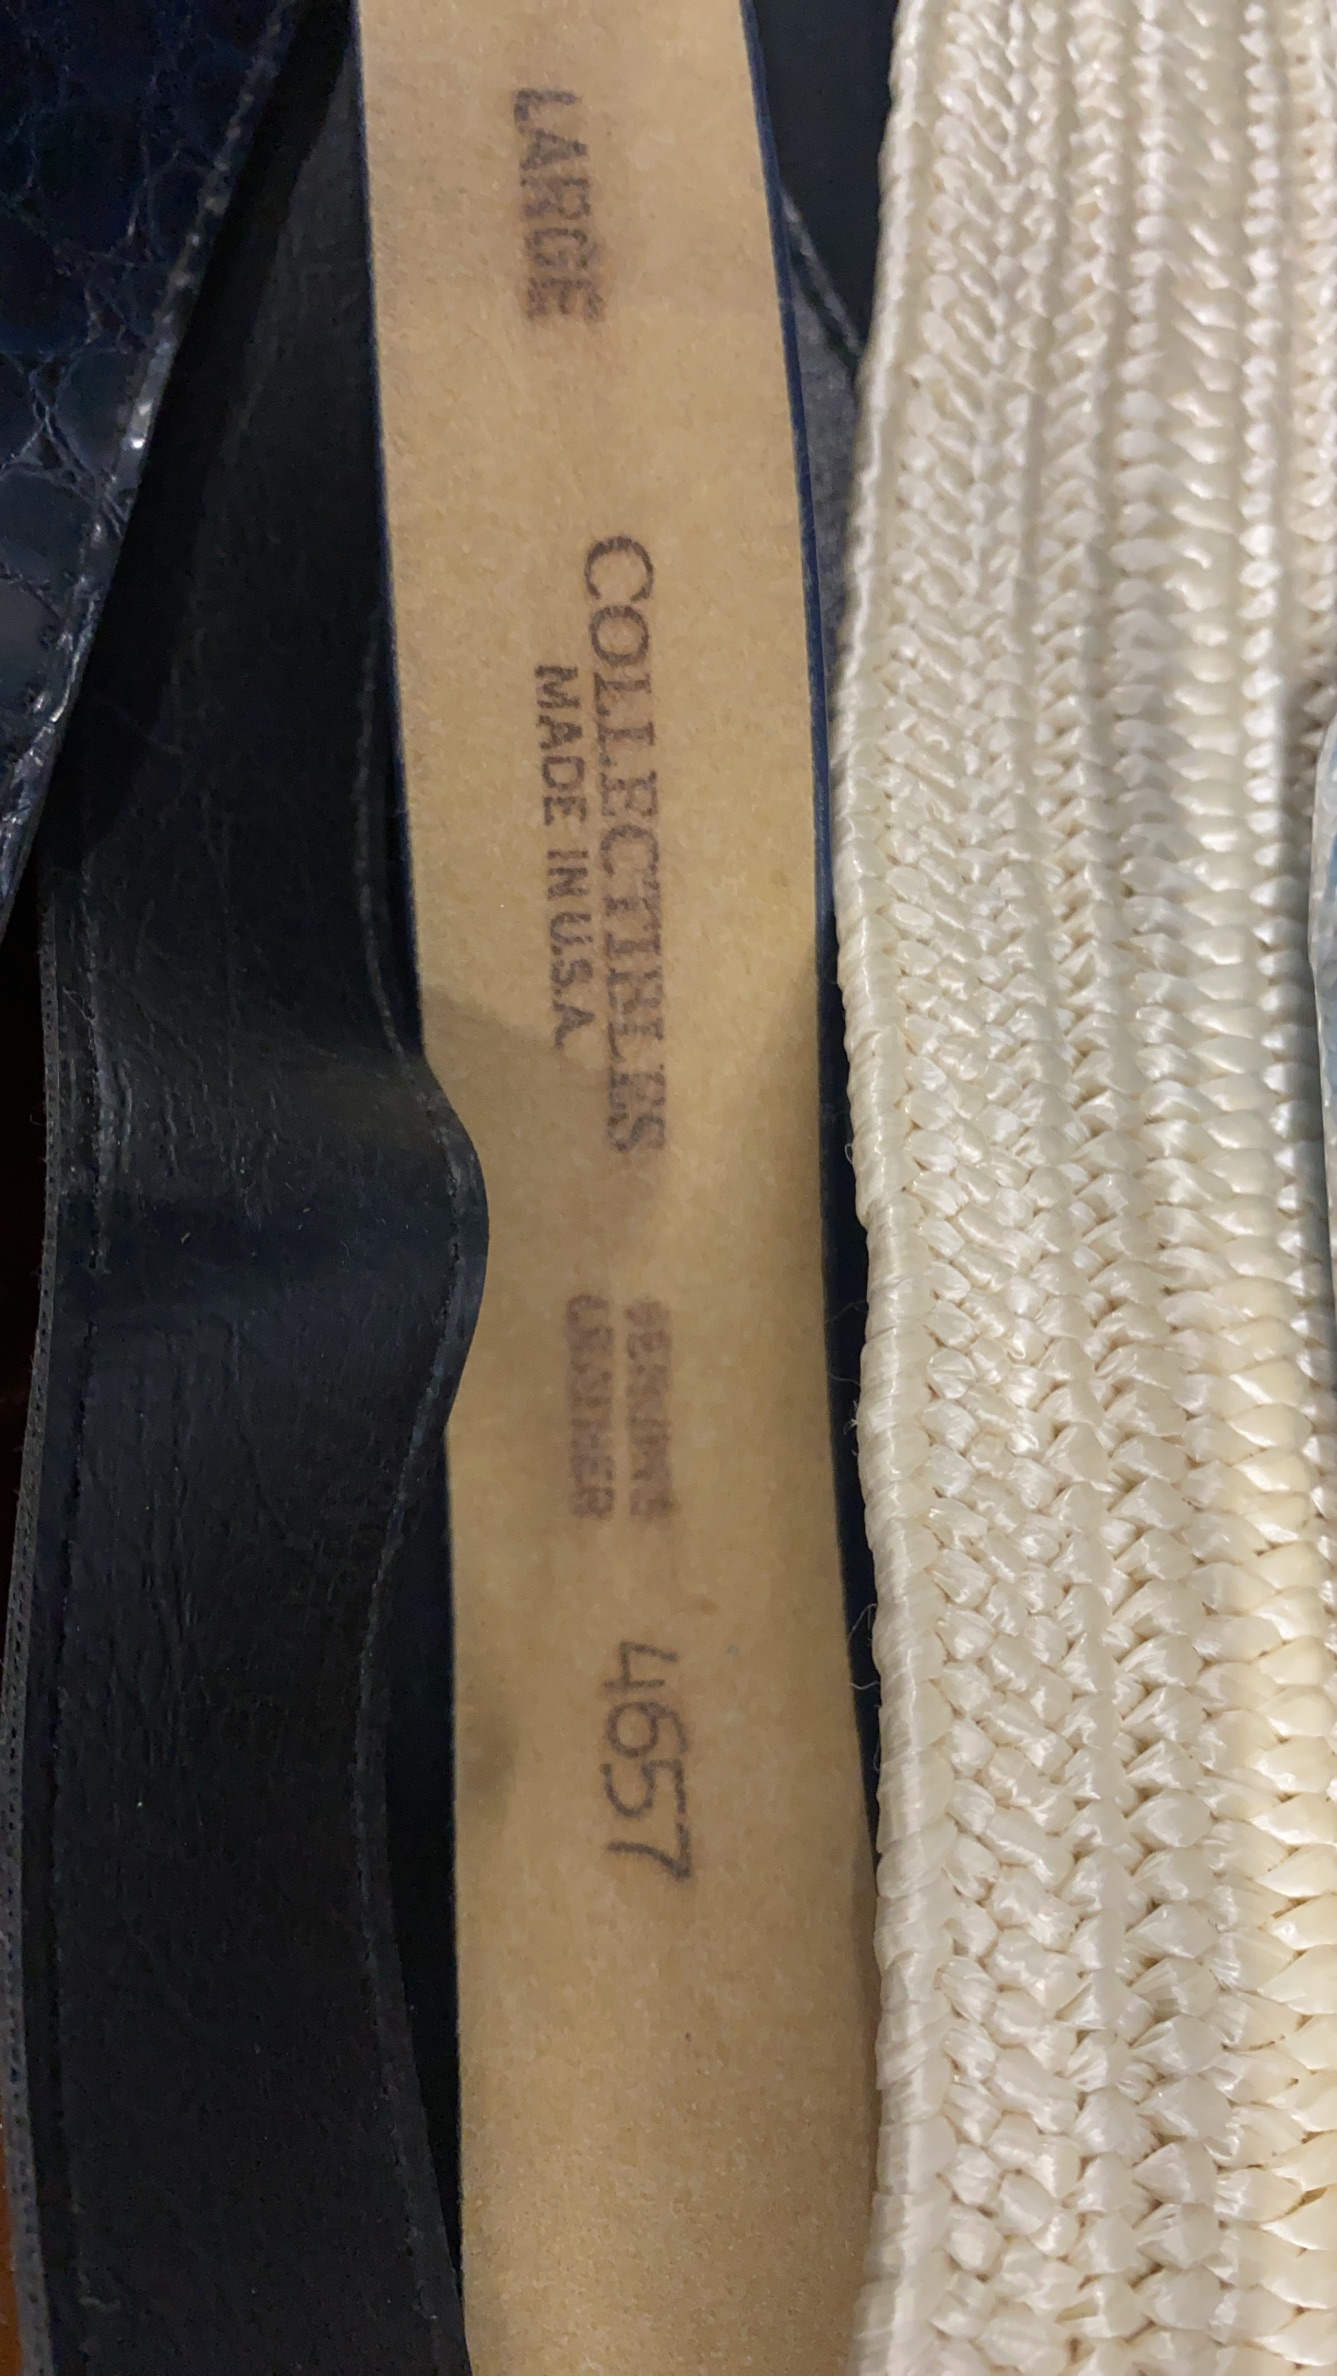 LARGE
COLLECTIBLES
MADE IN U.S.A.
GENUINE
LEATHER
4657